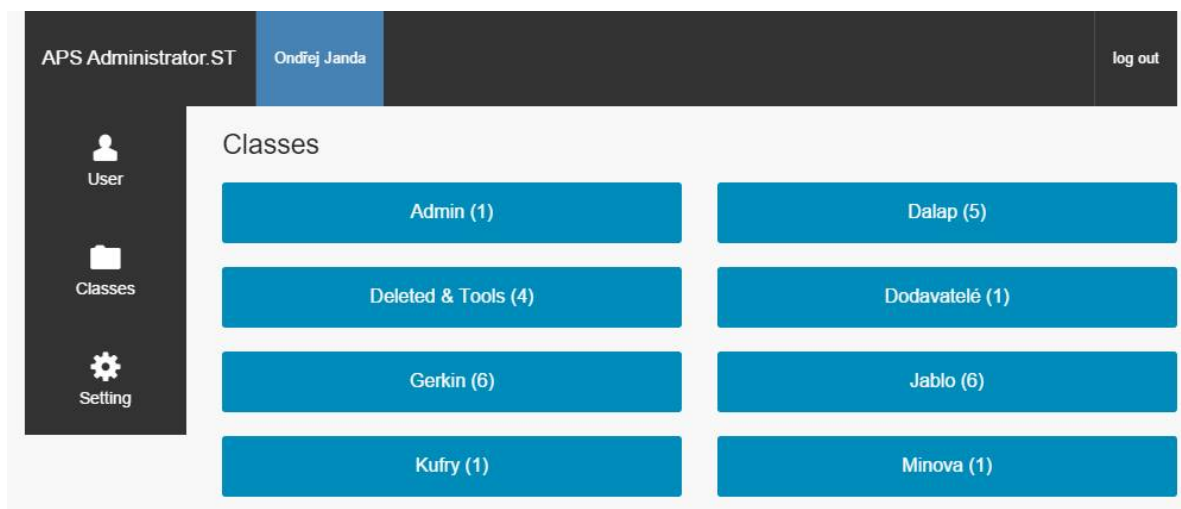 APS Administrator.ST
Ondřej Janda
log out
User
Classes
Setting
Classes
Admin (1)
Dalap (5)
Deleted & Tools (4)
Dodavatelé (1)
Gerkin (6)
Jablo (6)
Kufry (1)
Minova (1)